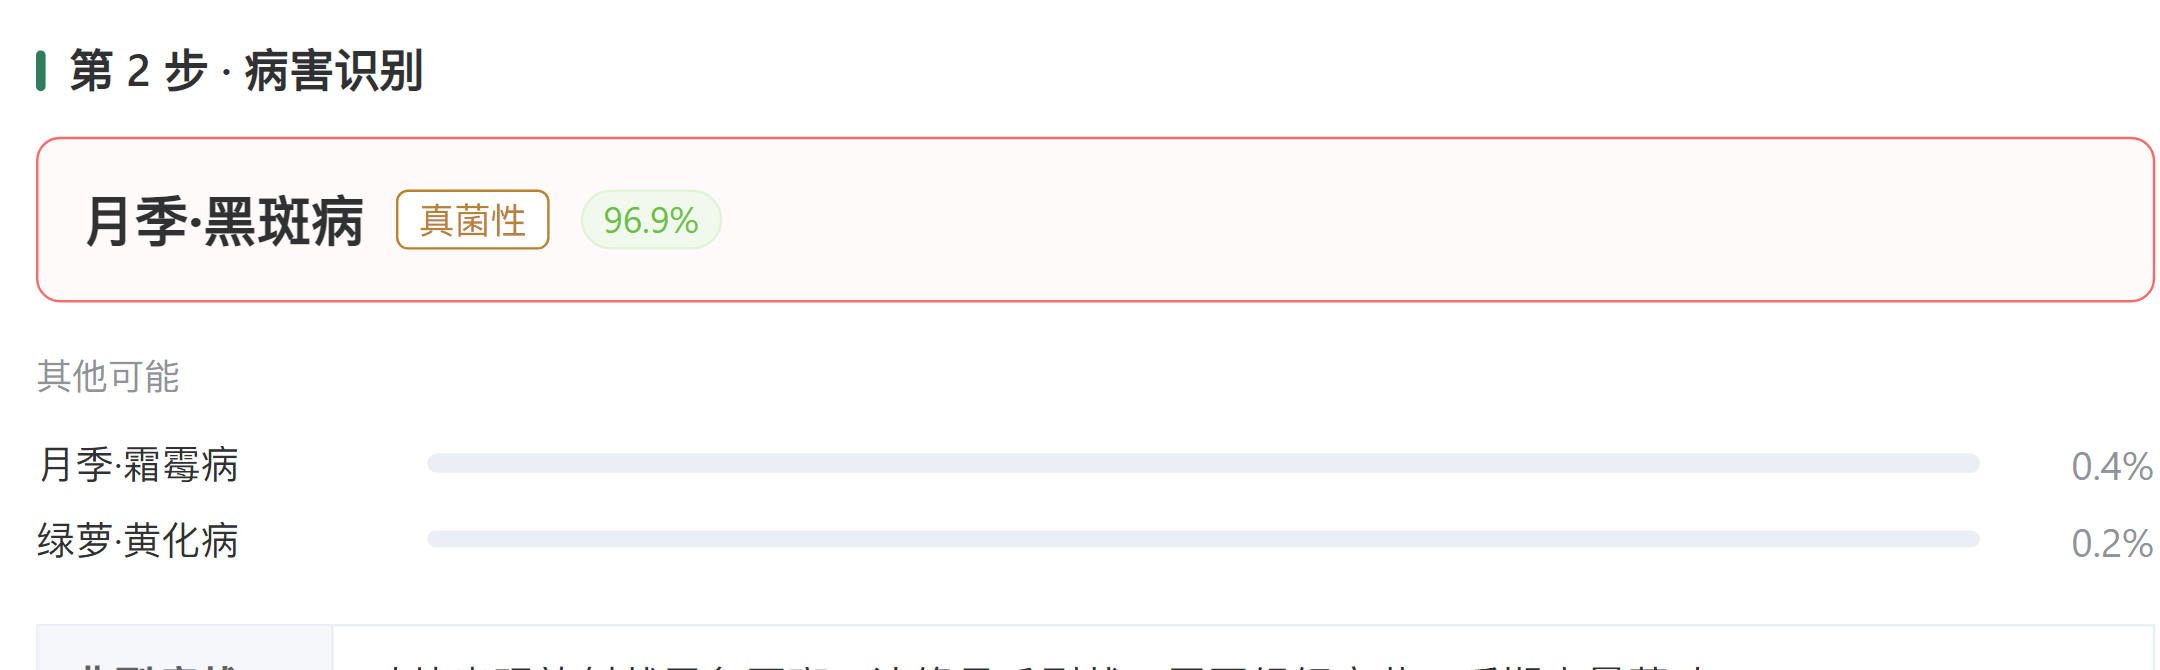 第 2 步 · 病害识别
月季·黑斑病 真菌性 96.9%
其他可能
月季·霜霉病 0.4%
绿萝·黄化病 0.2%